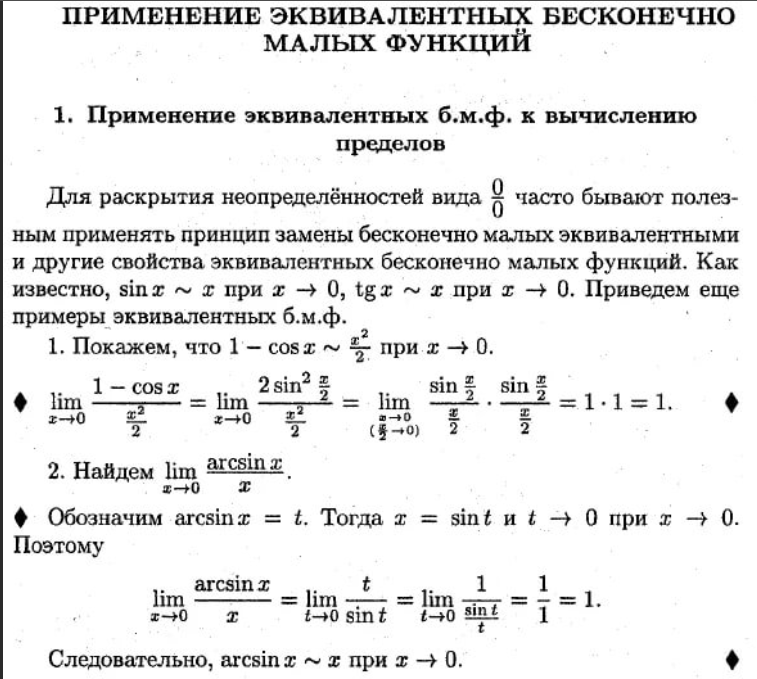 ПРИМЕНЕНИЕ ЭКВИВАЛЕНТНЫХ БЕСКОНЕЧНО
МАЛЫХ ФУНКЦИЙ
1. Применение эквивалентных б.м.ф. к вычислению
пределов
Для раскрытия неопределённостей вида 0/0 часто бывают полез-
ным применять принцип замены бесконечно малых эквивалентными
и другие свойства эквивалентных бесконечно малых функций. Как
известно, sin x ~ x при x → 0, tg x ~ x при x → 0. Приведем еще
примеры эквивалентных б.м.ф.
1. Покажем, что 1 − cos x ~ x²/2 при x → 0.
♦ lim_{x→0} (1 − cos x)/(x²/2) = lim_{x→0} (2 sin² x/2)/(x²/2) = lim_{x→0 (x/2→0)} (sin x/2)/(x/2) · (sin x/2)/(x/2) = 1 · 1 = 1. ♦
2. Найдем lim_{x→0} (arcsin x)/x.
♦ Обозначим arcsin x = t. Тогда x = sin t и t → 0 при x → 0.
Поэтому
lim_{x→0} (arcsin x)/x = lim_{t→0} t/(sin t) = lim_{t→0} 1/((sin t)/t) = 1/1 = 1.
Следовательно, arcsin x ~ x при x → 0. ♦